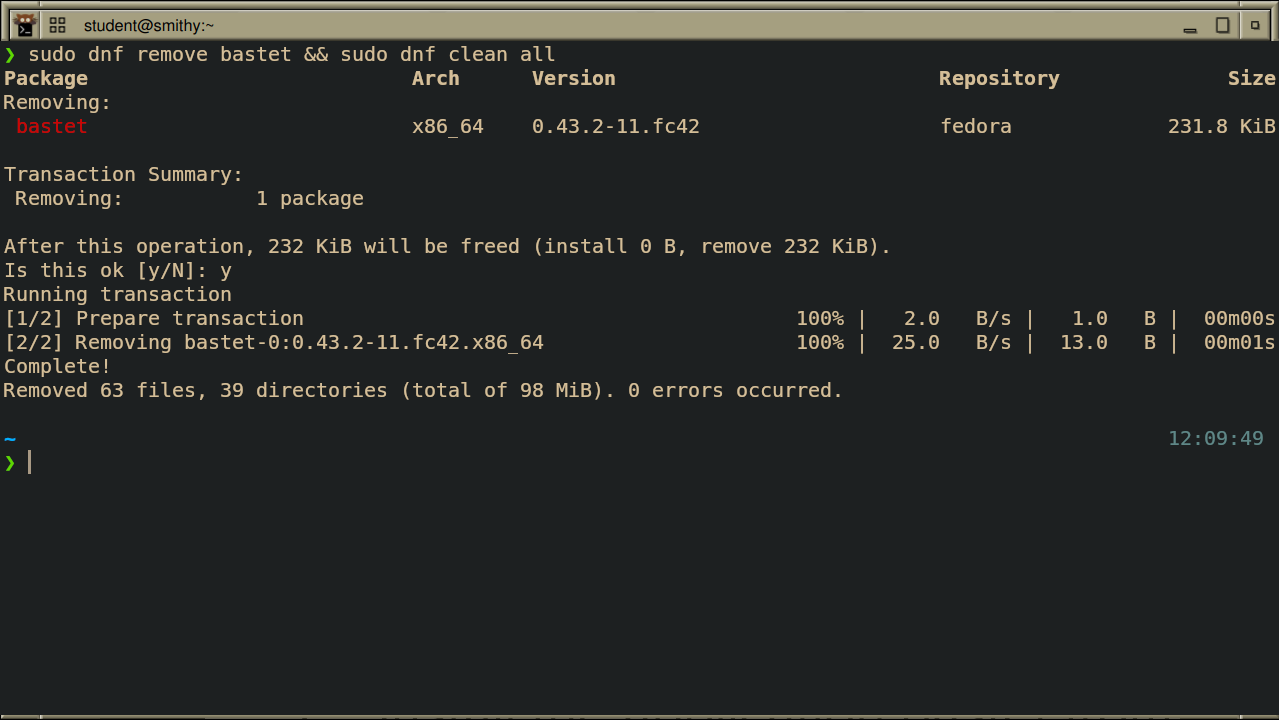 student@smithy:~
❯ sudo dnf remove bastet && sudo dnf clean all
Package Arch Version Repository Size
Removing:
bastet x86_64 0.43.2-11.fc42 fedora 231.8 KiB
Transaction Summary:
Removing: 1 package
After this operation, 232 KiB will be freed (install 0 B, remove 232 KiB).
Is this ok [y/N]: y
Running transaction
[1/2] Prepare transaction 100% | 2.0 B/s | 1.0 B | 00m00s
[2/2] Removing bastet-0:0.43.2-11.fc42.x86_64 100% | 25.0 B/s | 13.0 B | 00m01s
Complete!
Removed 63 files, 39 directories (total of 98 MiB). 0 errors occurred.
~ 12:09:49
❯